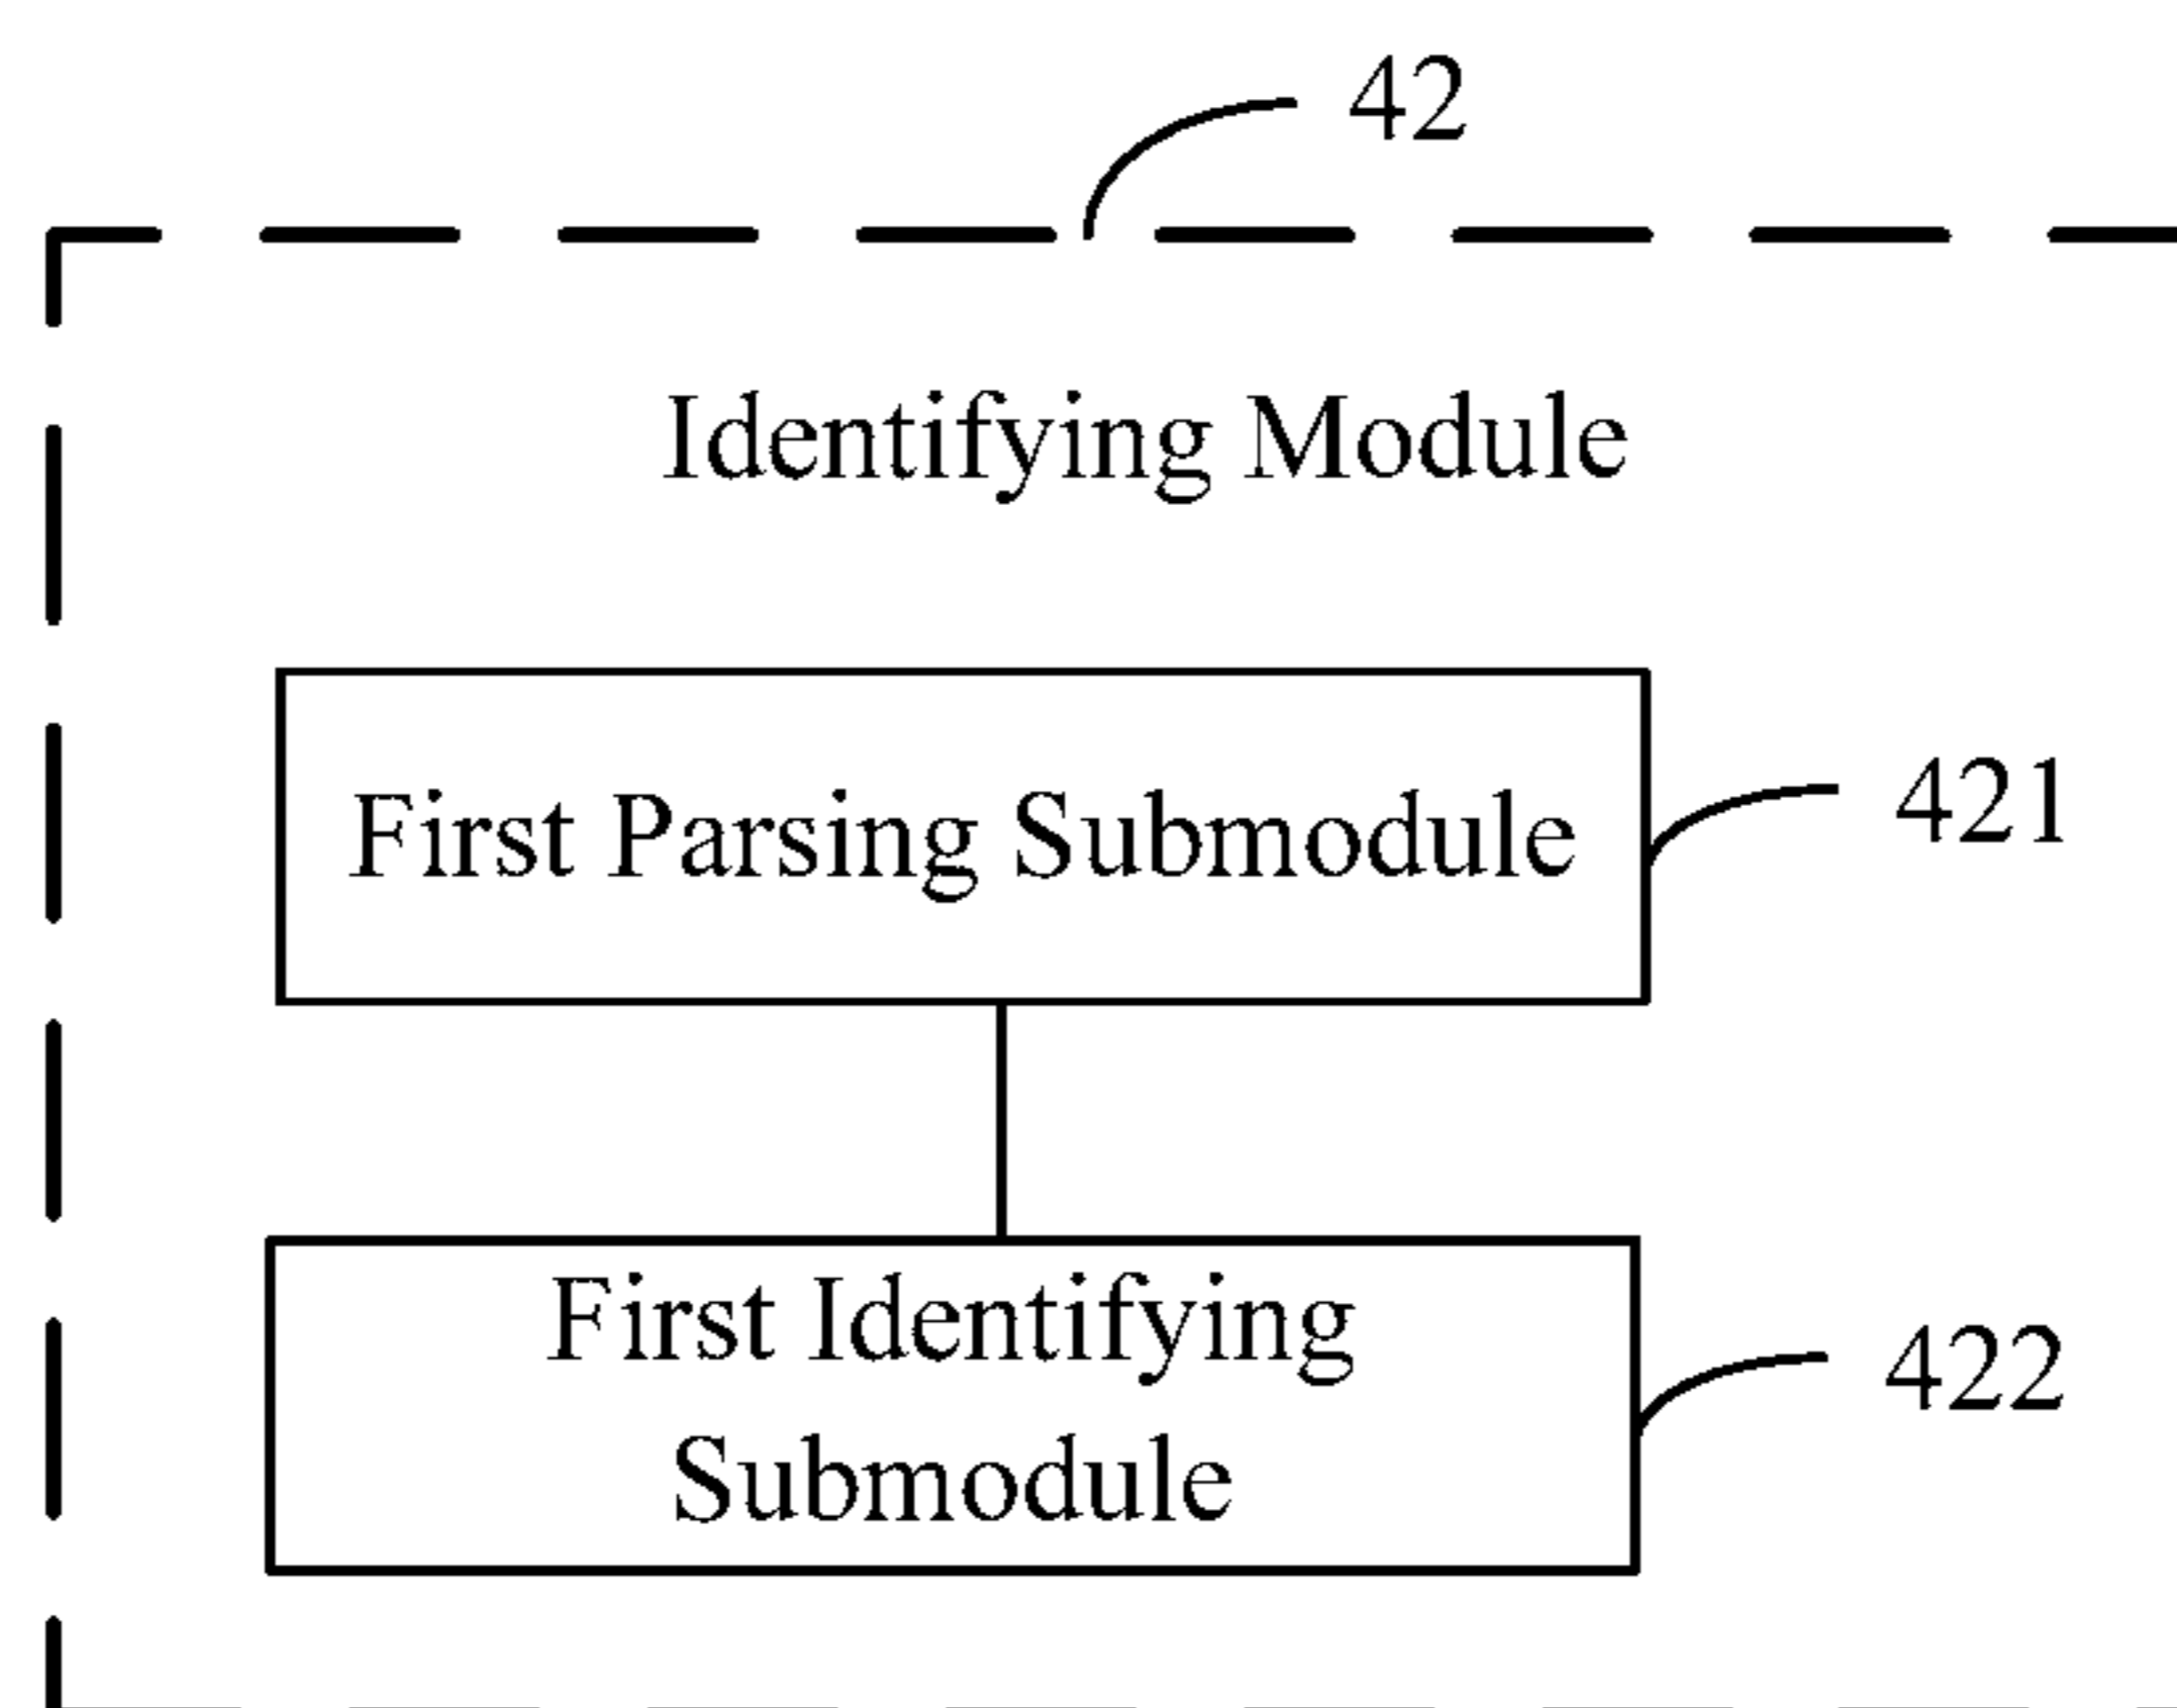 42
Identifying Module
First Parsing Submodule
421
First Identifying
Submodule
422